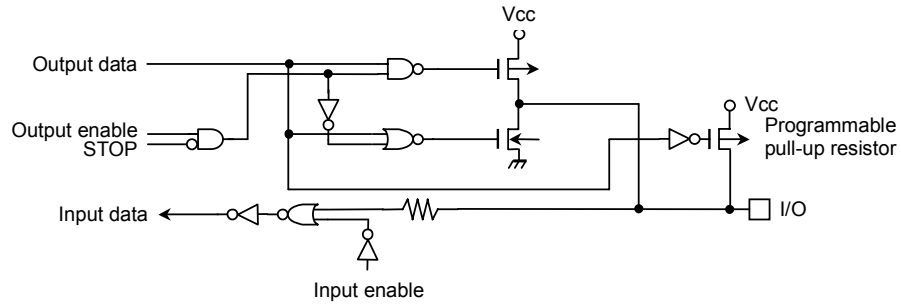 Vcc
Output data
Vcc
Output enable
STOP
Programmable
pull-up resistor
Input data
I/O
Input enable